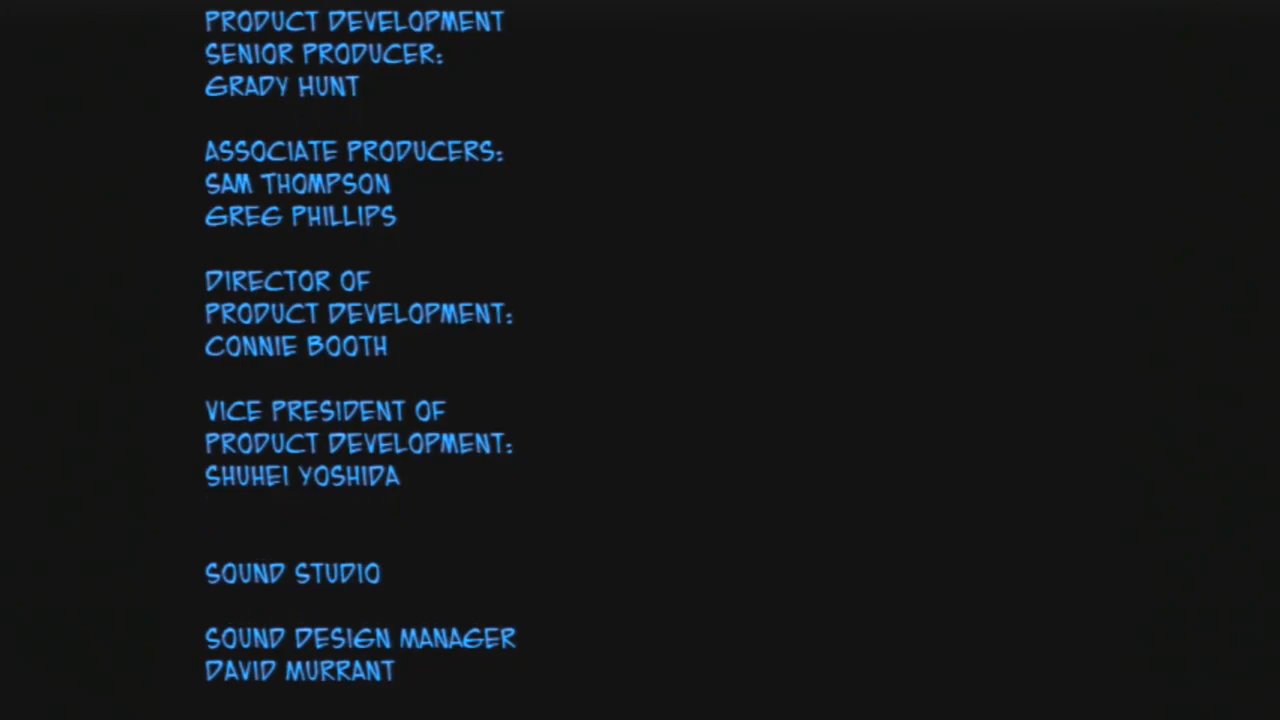 PRODUCT DEVELOPMENT
SENIOR PRODUCER:
GRADY HUNT
ASSOCIATE PRODUCERS:
SAM THOMPSON
GREG PHILLIPS
DIRECTOR OF
PRODUCT DEVELOPMENT:
CONNIE BOOTH
VICE PRESIDENT OF
PRODUCT DEVELOPMENT:
SHUHEI YOSHIDA
SOUND STUDIO
SOUND DESIGN MANAGER
DAVID MURRANT